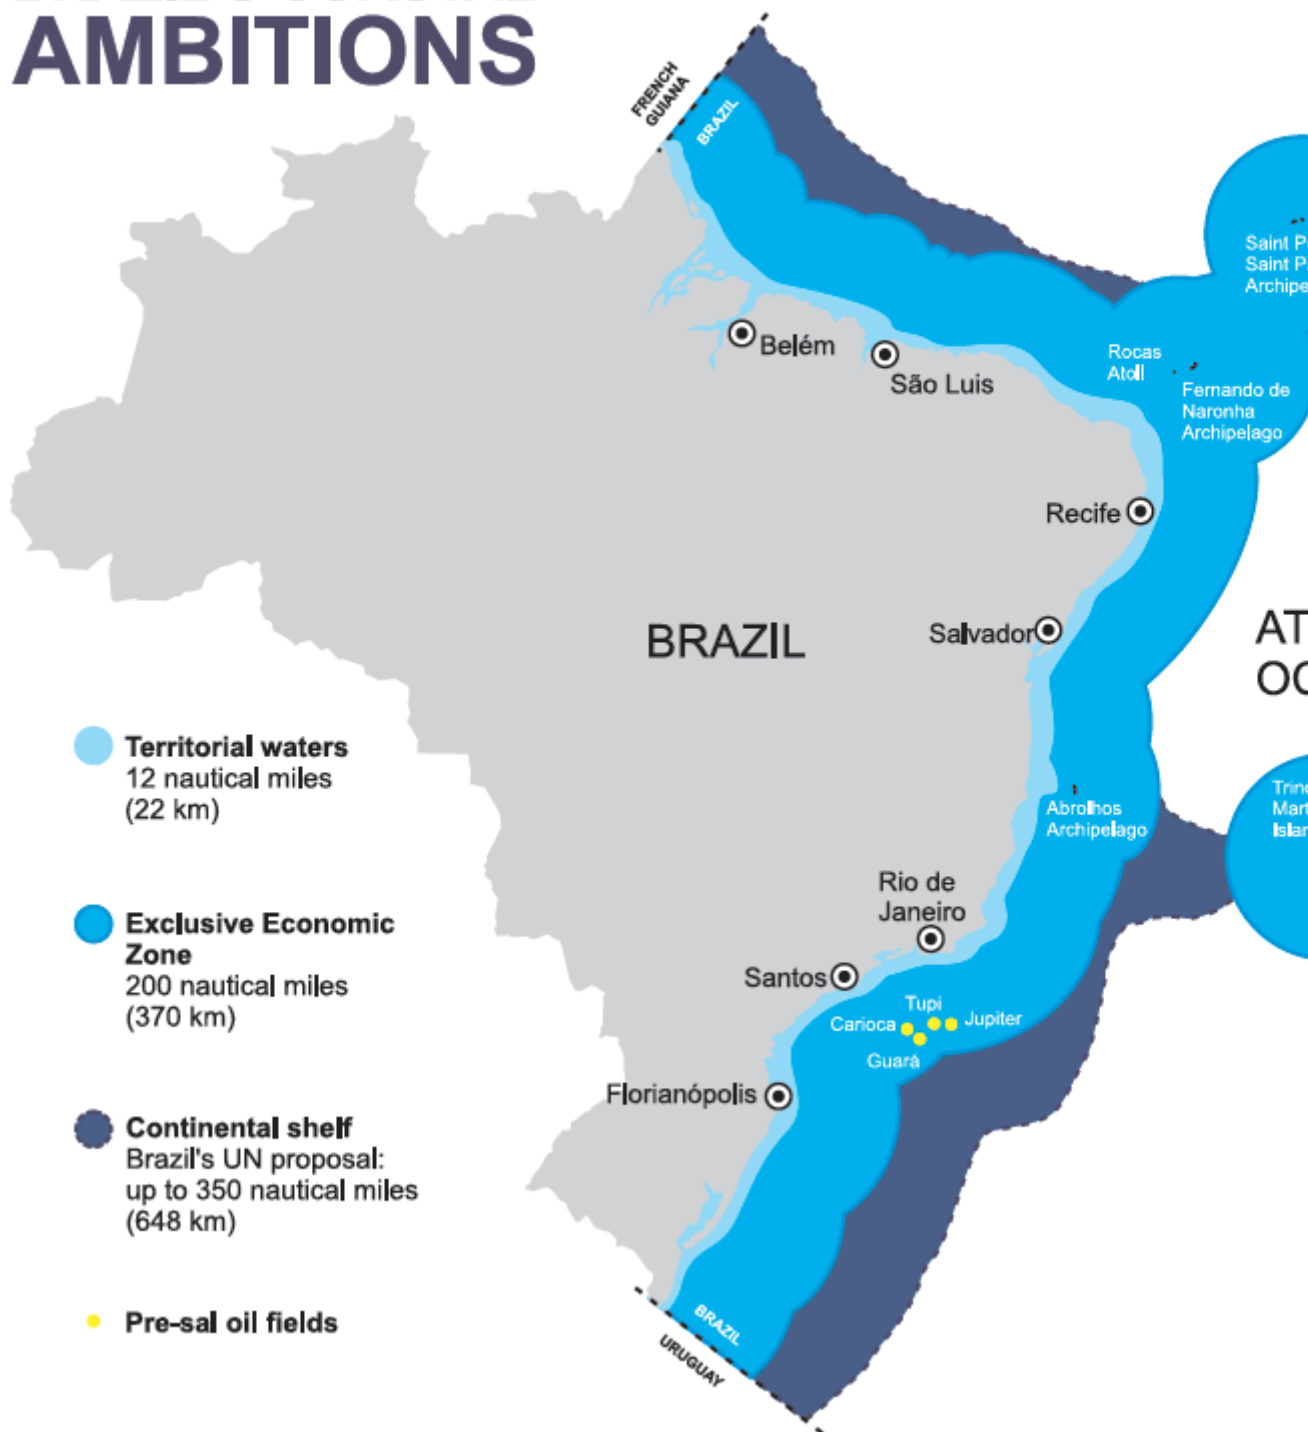 AMBITIONS
FRENCH
GUIANA
BRAZIL
Saint
Saint
Rocas
Atoll
Fernando de
Naronha
Archipelago
Belém
São Luis
Recife
Salvador
BRAZIL
Abrolhos
Archipelago
Rio de
Janeiro
Santos
Tupi
Carioca
Jupiter
Guará
Florianópolis
BRAZIL
URUGUAY
Territorial waters
12 nautical miles
(22 km)
Exclusive Economic
Zone
200 nautical miles
(370 km)
Continental shelf
Brazil's UN proposal:
up to 350 nautical miles
(648 km)
Pre-sal oil fields